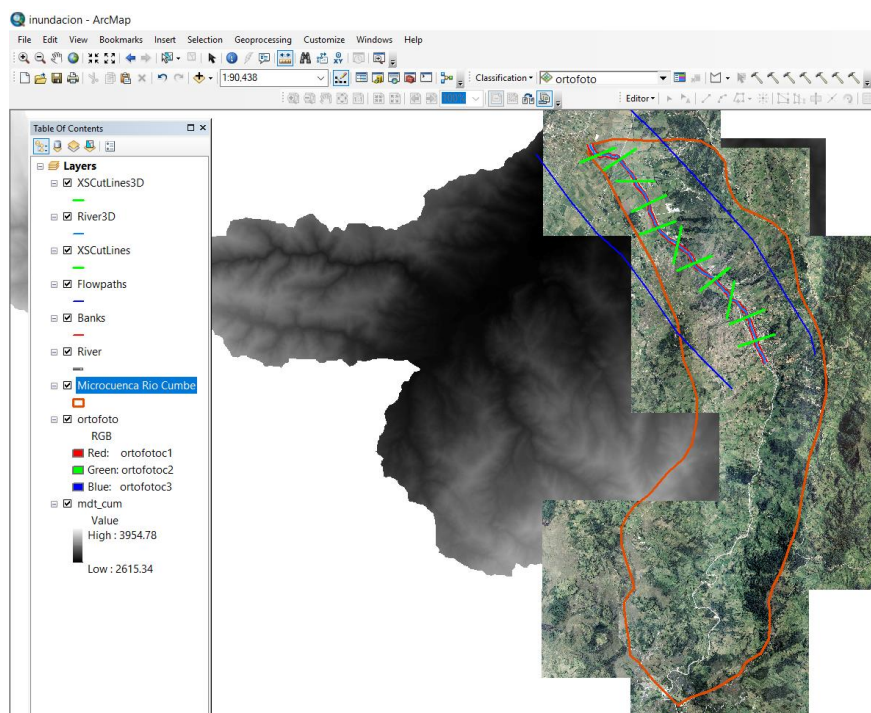 inundacion - ArcMap
File Edit View Bookmarks Insert Selection Geoprocessing Customize Windows Help
1:90,438 Classification ▾ ortofoto
Editor ▾
Table Of Contents
Layers
XSCutLines3D
River3D
XSCutLines
Flowpaths
Banks
River
Microcuenca Rio Cumbe
ortofoto
RGB
Red: ortofotoc1
Green: ortofotoc2
Blue: ortofotoc3
mdt_cum
Value
High : 3954.78
Low : 2615.34